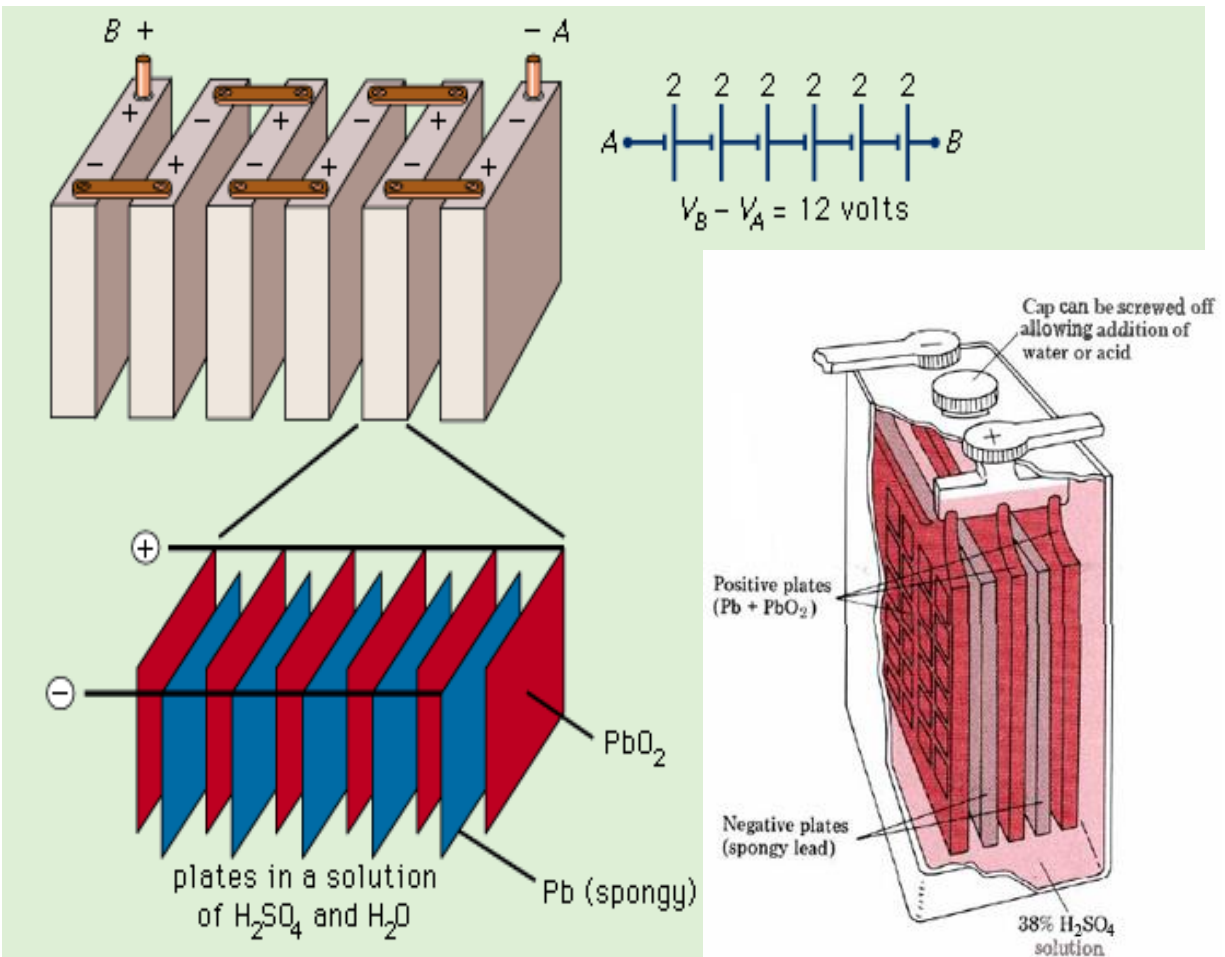 B +
− A
+ − + − + −
− + − + − +
2 2 2 2 2 2
A B
V_B − V_A = 12 volts
+
−
PbO₂
Pb (spongy)
plates in a solution
of H₂SO₄ and H₂O
Cap can be screwed off
allowing addition of
water or acid
−
+
Positive plates
(Pb + PbO₂)
Negative plates
(spongy lead)
38% H₂SO₄
solution